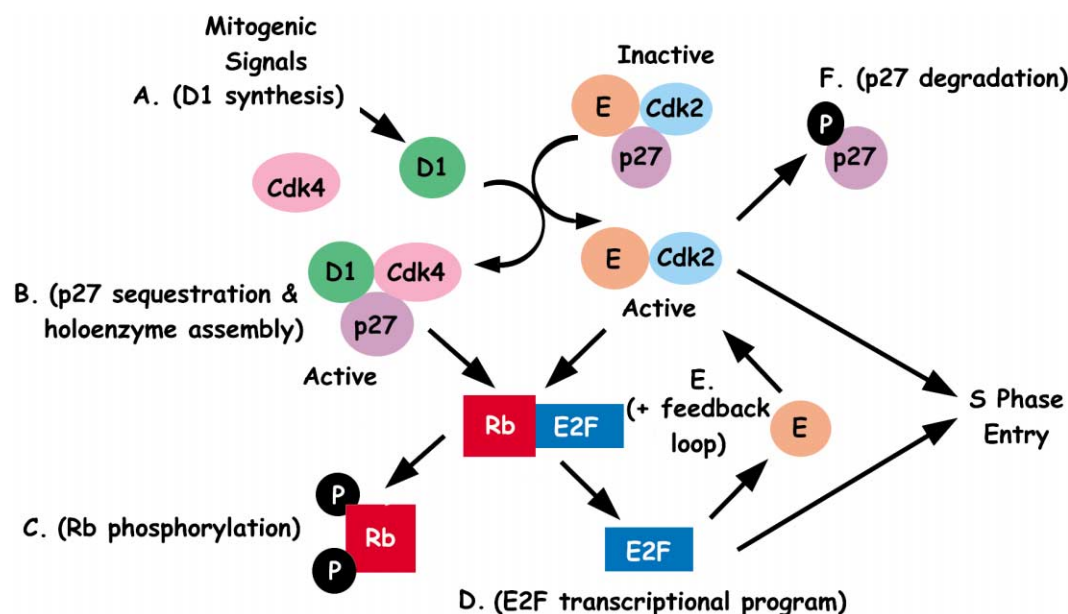 Mitogenic
Signals
A. (D1 synthesis)
Inactive
E
Cdk2
p27
F. (p27 degradation)
P
p27
Cdk4
D1
D1
Cdk4
p27
E
Cdk2
Active
B. (p27 sequestration &
holoenzyme assembly)
Active
Rb
E2F
E.
(+ feedback
loop)
E
S Phase
Entry
C. (Rb phosphorylation)
P
Rb
P
E2F
D. (E2F transcriptional program)